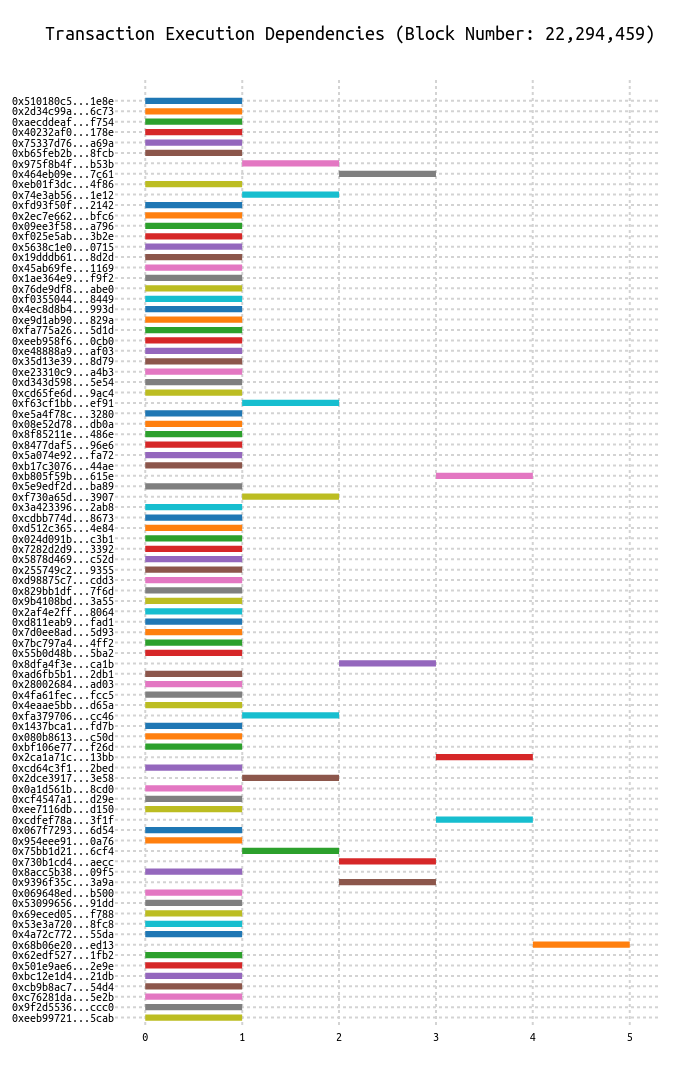 Transaction Execution Dependencies (Block Number: 22,294,459)
0x510180c5...1e8e
0x2d34c99a...6c73
0xaecddeaf...f754
0x40232af0...178e
0x75337d76...a69a
0xb65feb2b...8fcb
0x975f8b4f...b53b
0x464eb09e...7c61
0xeb01f3dc...4f86
0x74e3ab56...1e12
0xfd93f50f...2142
0x2ec7e662...bfc6
0x09ee3f58...a796
0xf025e5ab...3b2e
0x5638c1e0...0715
0x19dddb61...8d2d
0x45ab69fe...1169
0x1ae364e9...f9f2
0x76de9df8...abe0
0xf0355044...8449
0x4ec8d8b4...993d
0xe9d1ab90...829a
0xfa775a26...5d1d
0xeeb958f6...0cb0
0xe48888a9...af03
0x35d13e39...8d79
0xe23310c9...a4b3
0xd343d598...5e54
0xcd65fe6d...9ac4
0xf63cf1bb...ef91
0xe5a4f78c...3280
0x08e52d78...db0a
0x8f85211e...486e
0x8477daf5...96e6
0x5a074e92...fa72
0xb17c3076...44ae
0xb805f59b...615e
0x5e9edf2d...ba89
0xf730a65d...3907
0x3a423396...2ab8
0xcdbb774d...8673
0xd512c365...4e84
0x024d091b...c3b1
0x7282d2d9...3392
0x5878d469...c52d
0x255749c2...9355
0xd98875c7...cdd3
0x829bb1df...7f6d
0x9b4108bd...3a55
0x2af4e2ff...8064
0xd811eab9...fad1
0x7d0ee8ad...5d93
0x7bc797a4...4ff2
0x55b0d48b...5ba2
0x8dfa4f3e...ca1b
0xad6fb5b1...2db1
0x28002684...ad03
0x4fa61fec...fcc5
0x4eaae5bb...d65a
0xfa379706...cc46
0x1437bca1...fd7b
0x080b8613...c50d
0xbf106e77...f26d
0x2ca1a71c...13bb
0xcd64c3f1...2bed
0x2dce3917...3e58
0x0a1d561b...8cd0
0xcf4547a1...d29e
0xee7116db...d150
0xcdfef78a...3f1f
0x067f7293...6d54
0x954eee91...0a76
0x75bb1d21...6cf4
0x730b1cd4...aecc
0x8acc5b38...09f5
0x9396f35c...3a9a
0x069648ed...b500
0x53099656...91dd
0x69eced05...f788
0x53e3a720...8fc8
0x4a72c772...55da
0x68b06e20...ed13
0x62edf527...1fb2
0x501e9ae6...2e9e
0xbc12e1d4...21db
0xcb9b8ac7...54d4
0xc76281da...5e2b
0x9f2d5536...ccc0
0xeeb99721...5cab
0 1 2 3 4 5